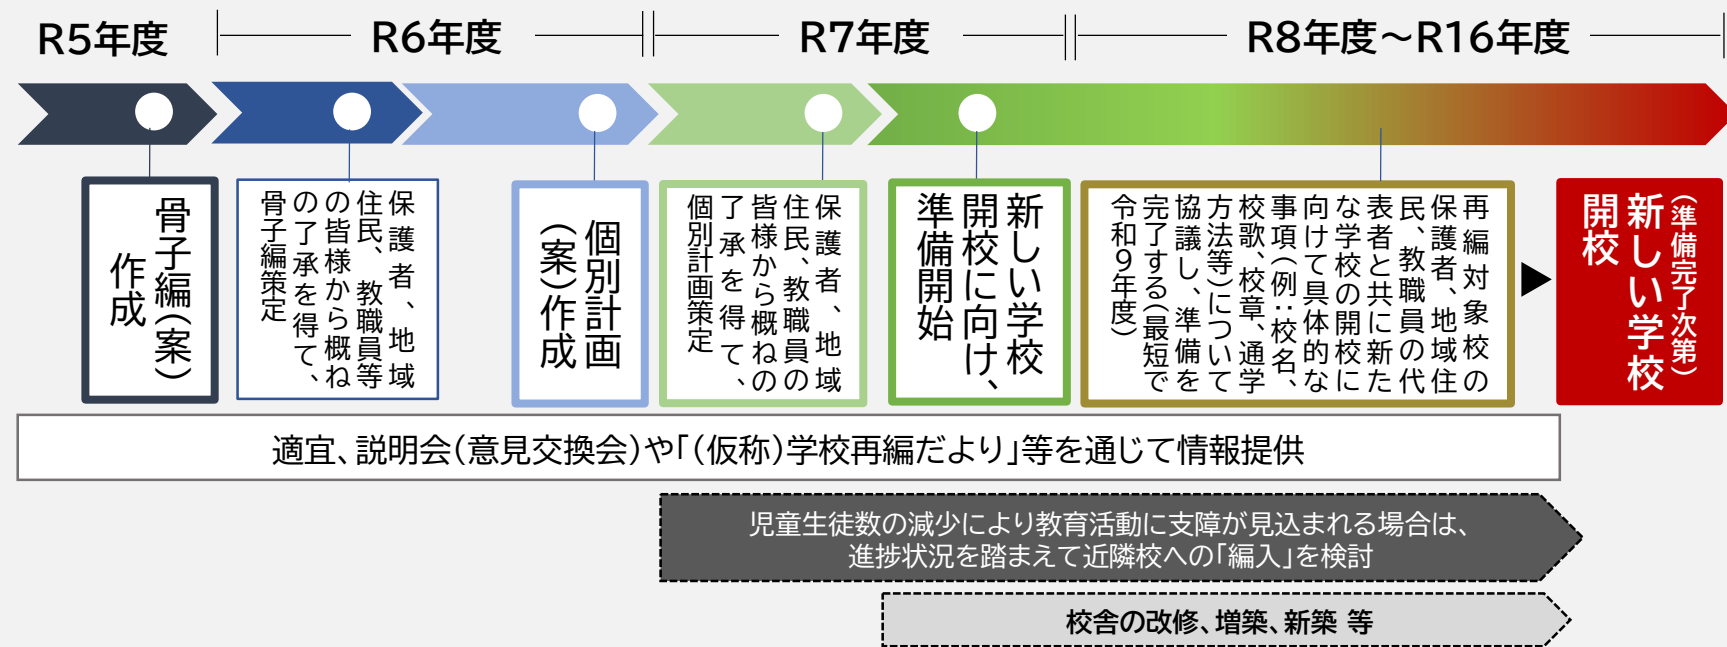 R5年度
R6年度
R7年度
R8年度～R16年度
骨子編(案)
作成
保護者、地域
住民、教職員等
の皆様から概ね
の了承を得て、
骨子編策定
個別計画
(案)作成
保護者、地域
住民、教職員の
皆様から概ねの
了承を得て、
個別計画策定
新しい学校
開校に向け、
準備開始
再編対象校の
保護者、地域住
民、教職員の代
表者と共に新た
な学校の開校に
向けて具体的な
事項(例:校名、
校歌、校章、通学
方法等)について
協議し、準備を
完了する(最短で
令和9年度)
(準備完了次第)
新しい学校
開校
適宜、説明会(意見交換会)や「(仮称)学校再編だより」等を通じて情報提供
児童生徒数の減少により教育活動に支障が見込まれる場合は、
進捗状況を踏まえて近隣校への「編入」を検討
校舎の改修、増築、新築 等